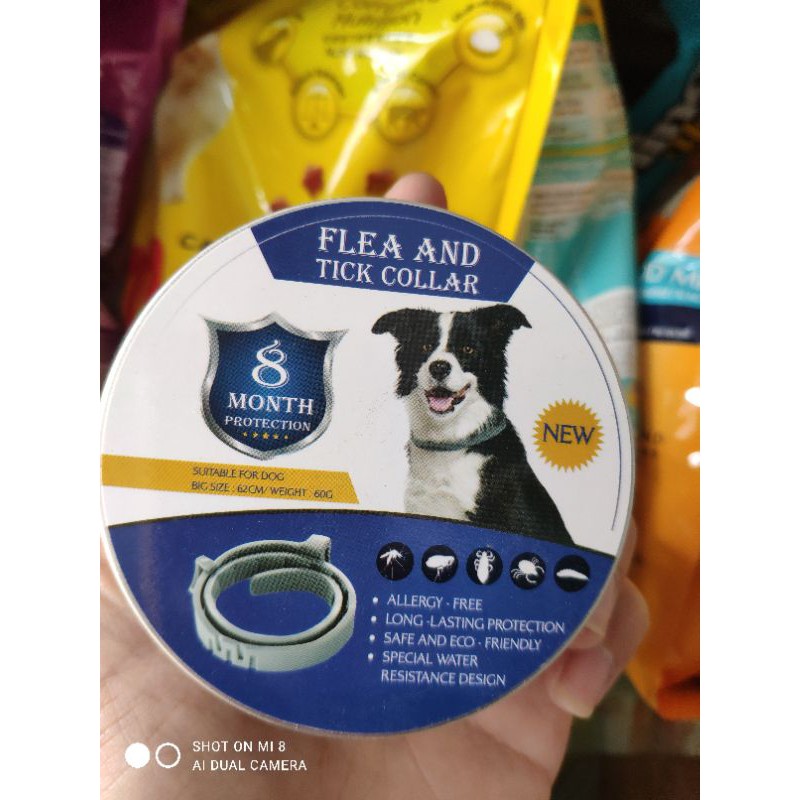 FLEA AND
TICK COLLAR
8
MONTH
PROTECTION
NEW
SUITABLE FOR DOG
BIG SIZE : 62CM/ WEIGHT : 60G
• ALLERGY - FREE
• LONG -LASTING PROTECTION
• SAFE AND ECO - FRIENDLY
• SPECIAL WATER
RESISTANCE DESIGN
SHOT ON MI 8
AI DUAL CAMERA